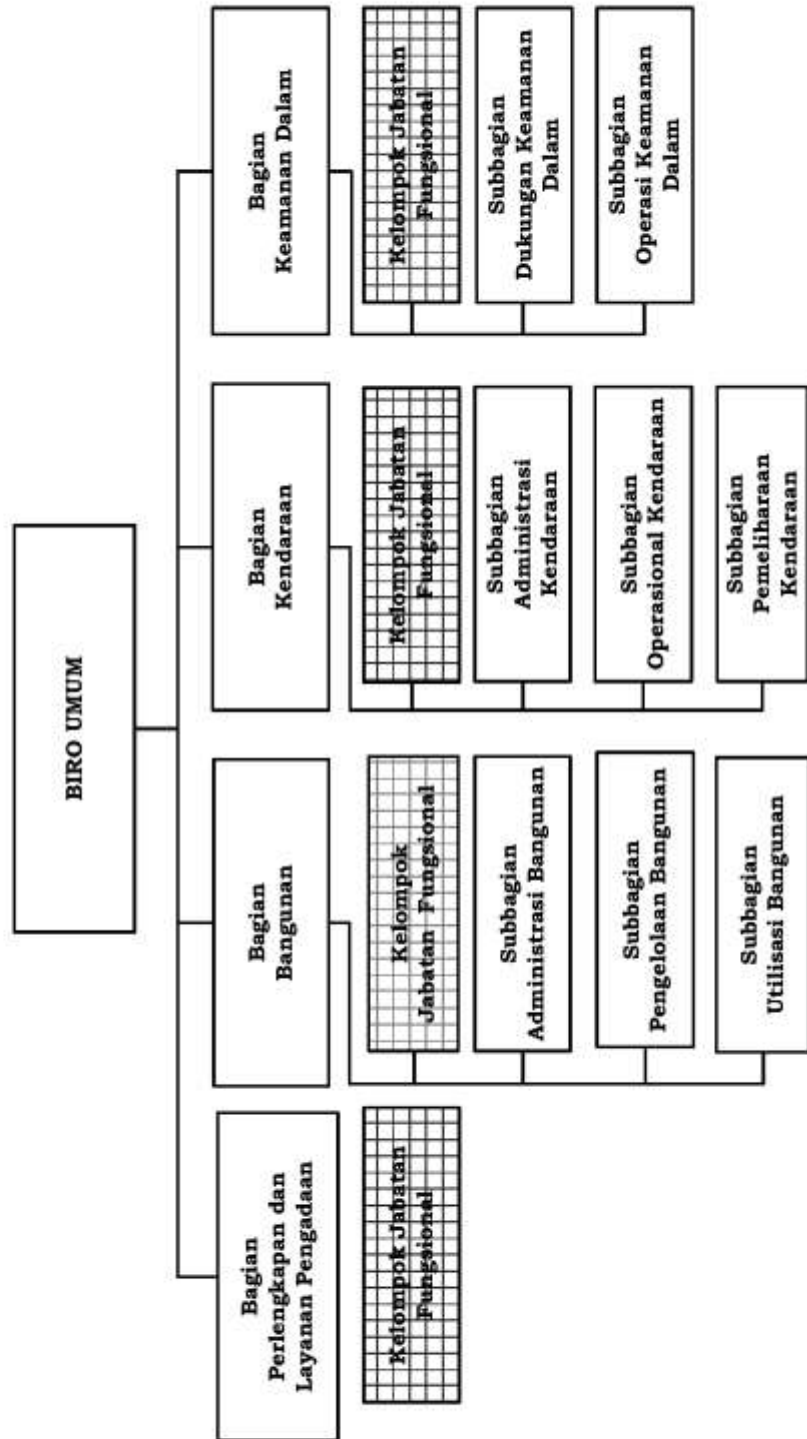 BIRO UMUM
Bagian
Perlengkapan dan
Layanan Pengadaan
Kelompok Jabatan
Fungsional
Bagian
Bangunan
Kelompok
Jabatan Fungsional
Subbagian
Administrasi Bangunan
Subbagian
Pengelolaan Bangunan
Subbagian
Utilisasi Bangunan
Bagian
Kendaraan
Kelompok Jabatan
Fungsional
Subbagian
Administrasi
Kendaraan
Subbagian
Operasional Kendaraan
Subbagian
Pemeliharaan
Kendaraan
Bagian
Keamanan Dalam
Kelompok Jabatan
Fungsional
Subbagian
Dukungan Keamanan
Dalam
Subbagian
Operasi Keamanan
Dalam